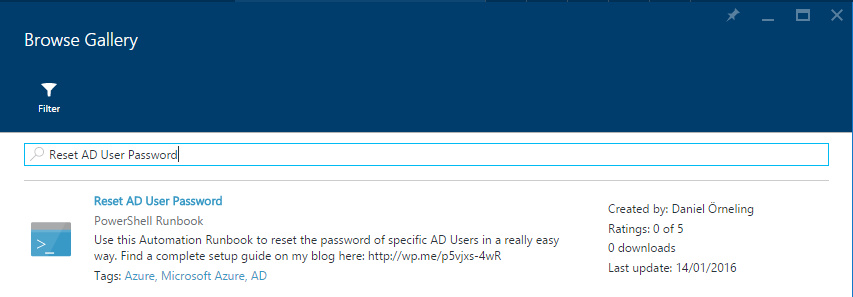 Browse Gallery
Filter
Reset AD User Password
Reset AD User Password
PowerShell Runbook
Use this Automation Runbook to reset the password of specific AD Users in a really easy
way. Find a complete setup guide on my blog here: http://wp.me/p5vjxs-4wR
Tags: Azure, Microsoft Azure, AD
Created by: Daniel Örneling
Ratings: 0 of 5
0 downloads
Last update: 14/01/2016